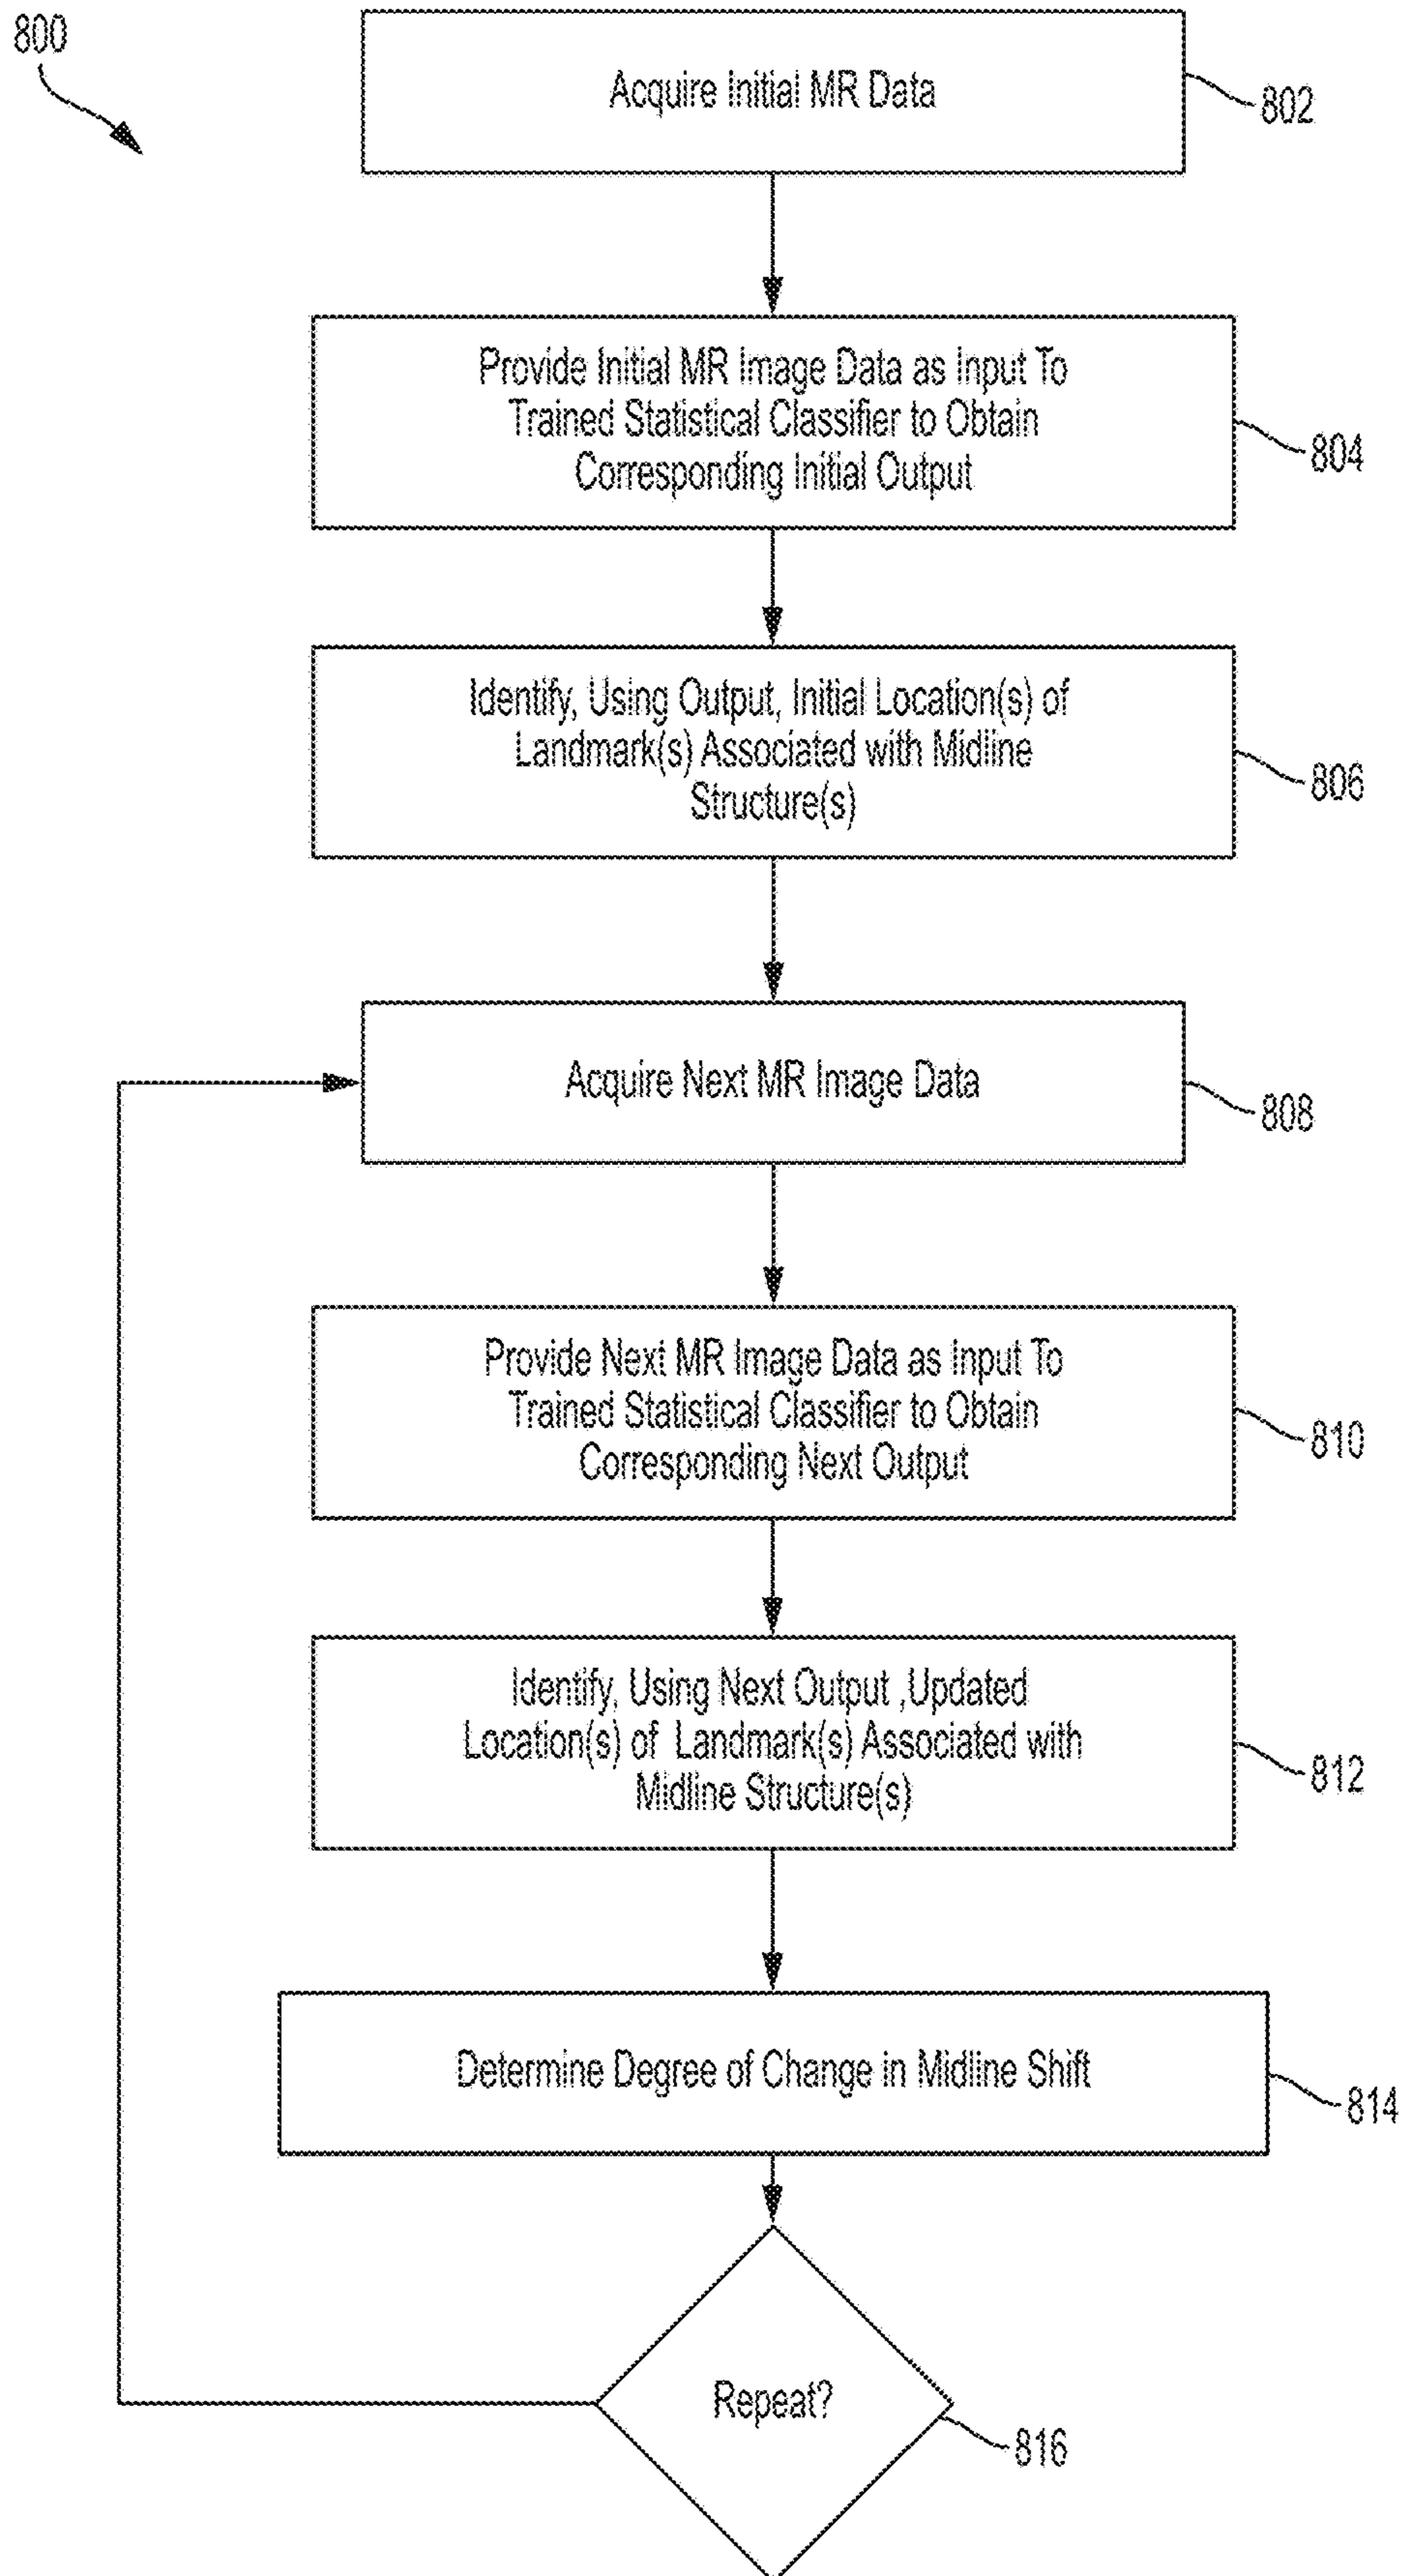 800
Acquire Initial MR Data
802
Provide Initial MR Image Data as Input To
Trained Statistical Classifier to Obtain
Corresponding Initial Output
804
Identify, Using Output, Initial Location(s) of
Landmark(s) Associated with Midline
Structure(s)
806
Acquire Next MR Image Data
808
Provide Next MR Image Data as Input To
Trained Statistical Classifier to Obtain
Corresponding Next Output
810
Identify, Using Next Output ,Updated
Location(s) of Landmark(s) Associated with
Midline Structure(s)
812
Determine Degree of Change in Midline Shift
814
Repeat?
816